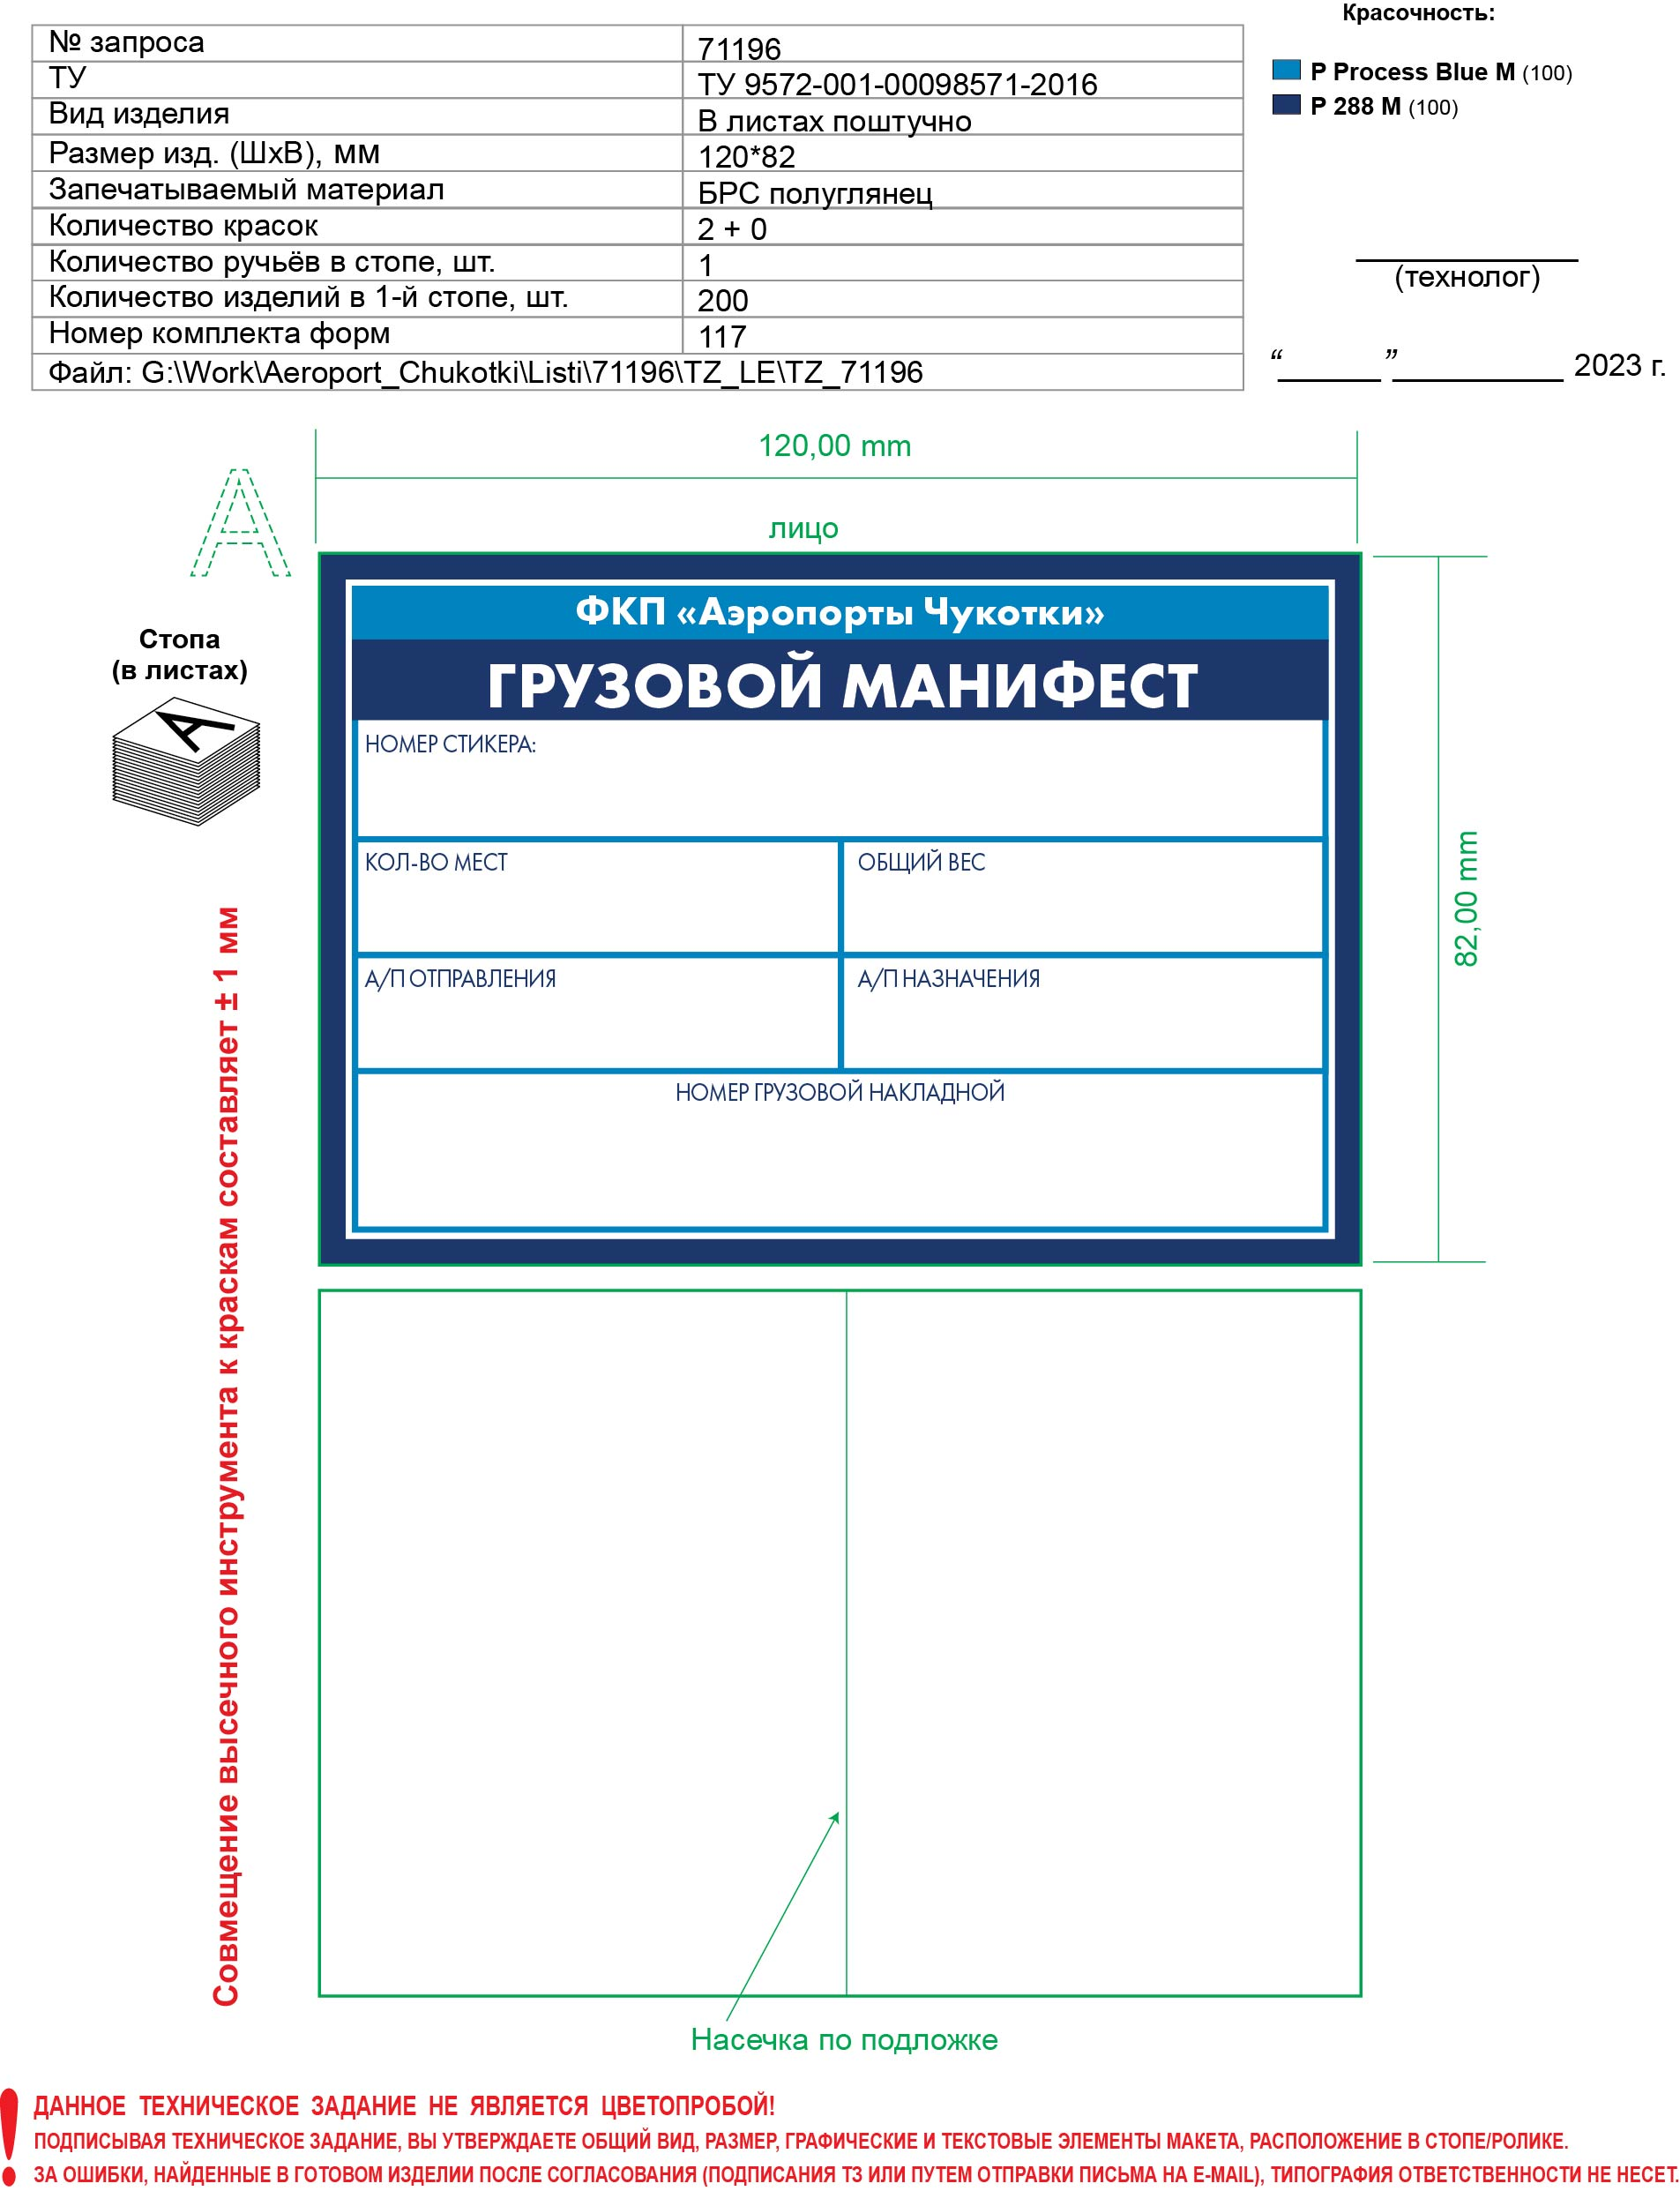 Красочность:
№ запроса 71196
ТУ ТУ 9572-001-00098571-2016
Вид изделия В листах поштучно
Размер изд. (ШхВ), мм 120*82
Запечатываемый материал БРС полуглянец
Количество красок 2 + 0
Количество ручьёв в стопе, шт. 1
Количество изделий в 1-й стопе, шт. 200
Номер комплекта форм 117
Файл: G:\Work\Aeroport_Chukotki\Listi\71196\TZ_LE\TZ_71196
P Process Blue M (100)
P 288 M (100)
(технолог)
“______” __________ 2023 г.
120,00 mm
лицо
А
Стопа
(в листах)
А
ФКП «Аэропорты Чукотки»
ГРУЗОВОЙ МАНИФЕСТ
НОМЕР СТИКЕРА:
КОЛ-ВО МЕСТ ОБЩИЙ ВЕС
А/П ОТПРАВЛЕНИЯ А/П НАЗНАЧЕНИЯ
НОМЕР ГРУЗОВОЙ НАКЛАДНОЙ
82,00 mm
Совмещение высечного инструмента к краскам составляет ± 1 мм
Насечка по подложке
! ДАННОЕ ТЕХНИЧЕСКОЕ ЗАДАНИЕ НЕ ЯВЛЯЕТСЯ ЦВЕТОПРОБОЙ!
ПОДПИСЫВАЯ ТЕХНИЧЕСКОЕ ЗАДАНИЕ, ВЫ УТВЕРЖДАЕТЕ ОБЩИЙ ВИД, РАЗМЕР, ГРАФИЧЕСКИЕ И ТЕКСТОВЫЕ ЭЛЕМЕНТЫ МАКЕТА, РАСПОЛОЖЕНИЕ В СТОПЕ/РОЛИКЕ.
ЗА ОШИБКИ, НАЙДЕННЫЕ В ГОТОВОМ ИЗДЕЛИИ ПОСЛЕ СОГЛАСОВАНИЯ (ПОДПИСАНИЯ ТЗ ИЛИ ПУТЕМ ОТПРАВКИ ПИСЬМА НА E-MAIL), ТИПОГРАФИЯ ОТВЕТСТВЕННОСТИ НЕ НЕСЕТ.